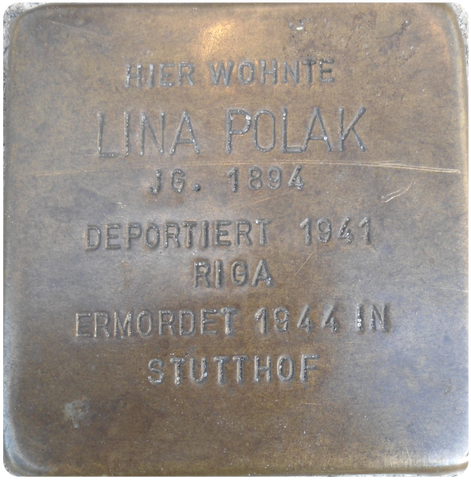 HIER WOHNTE
LINA POLAK
JG. 1894
DEPORTIERT 1941
RIGA
ERMORDET 1944 IN
STUTTHOF